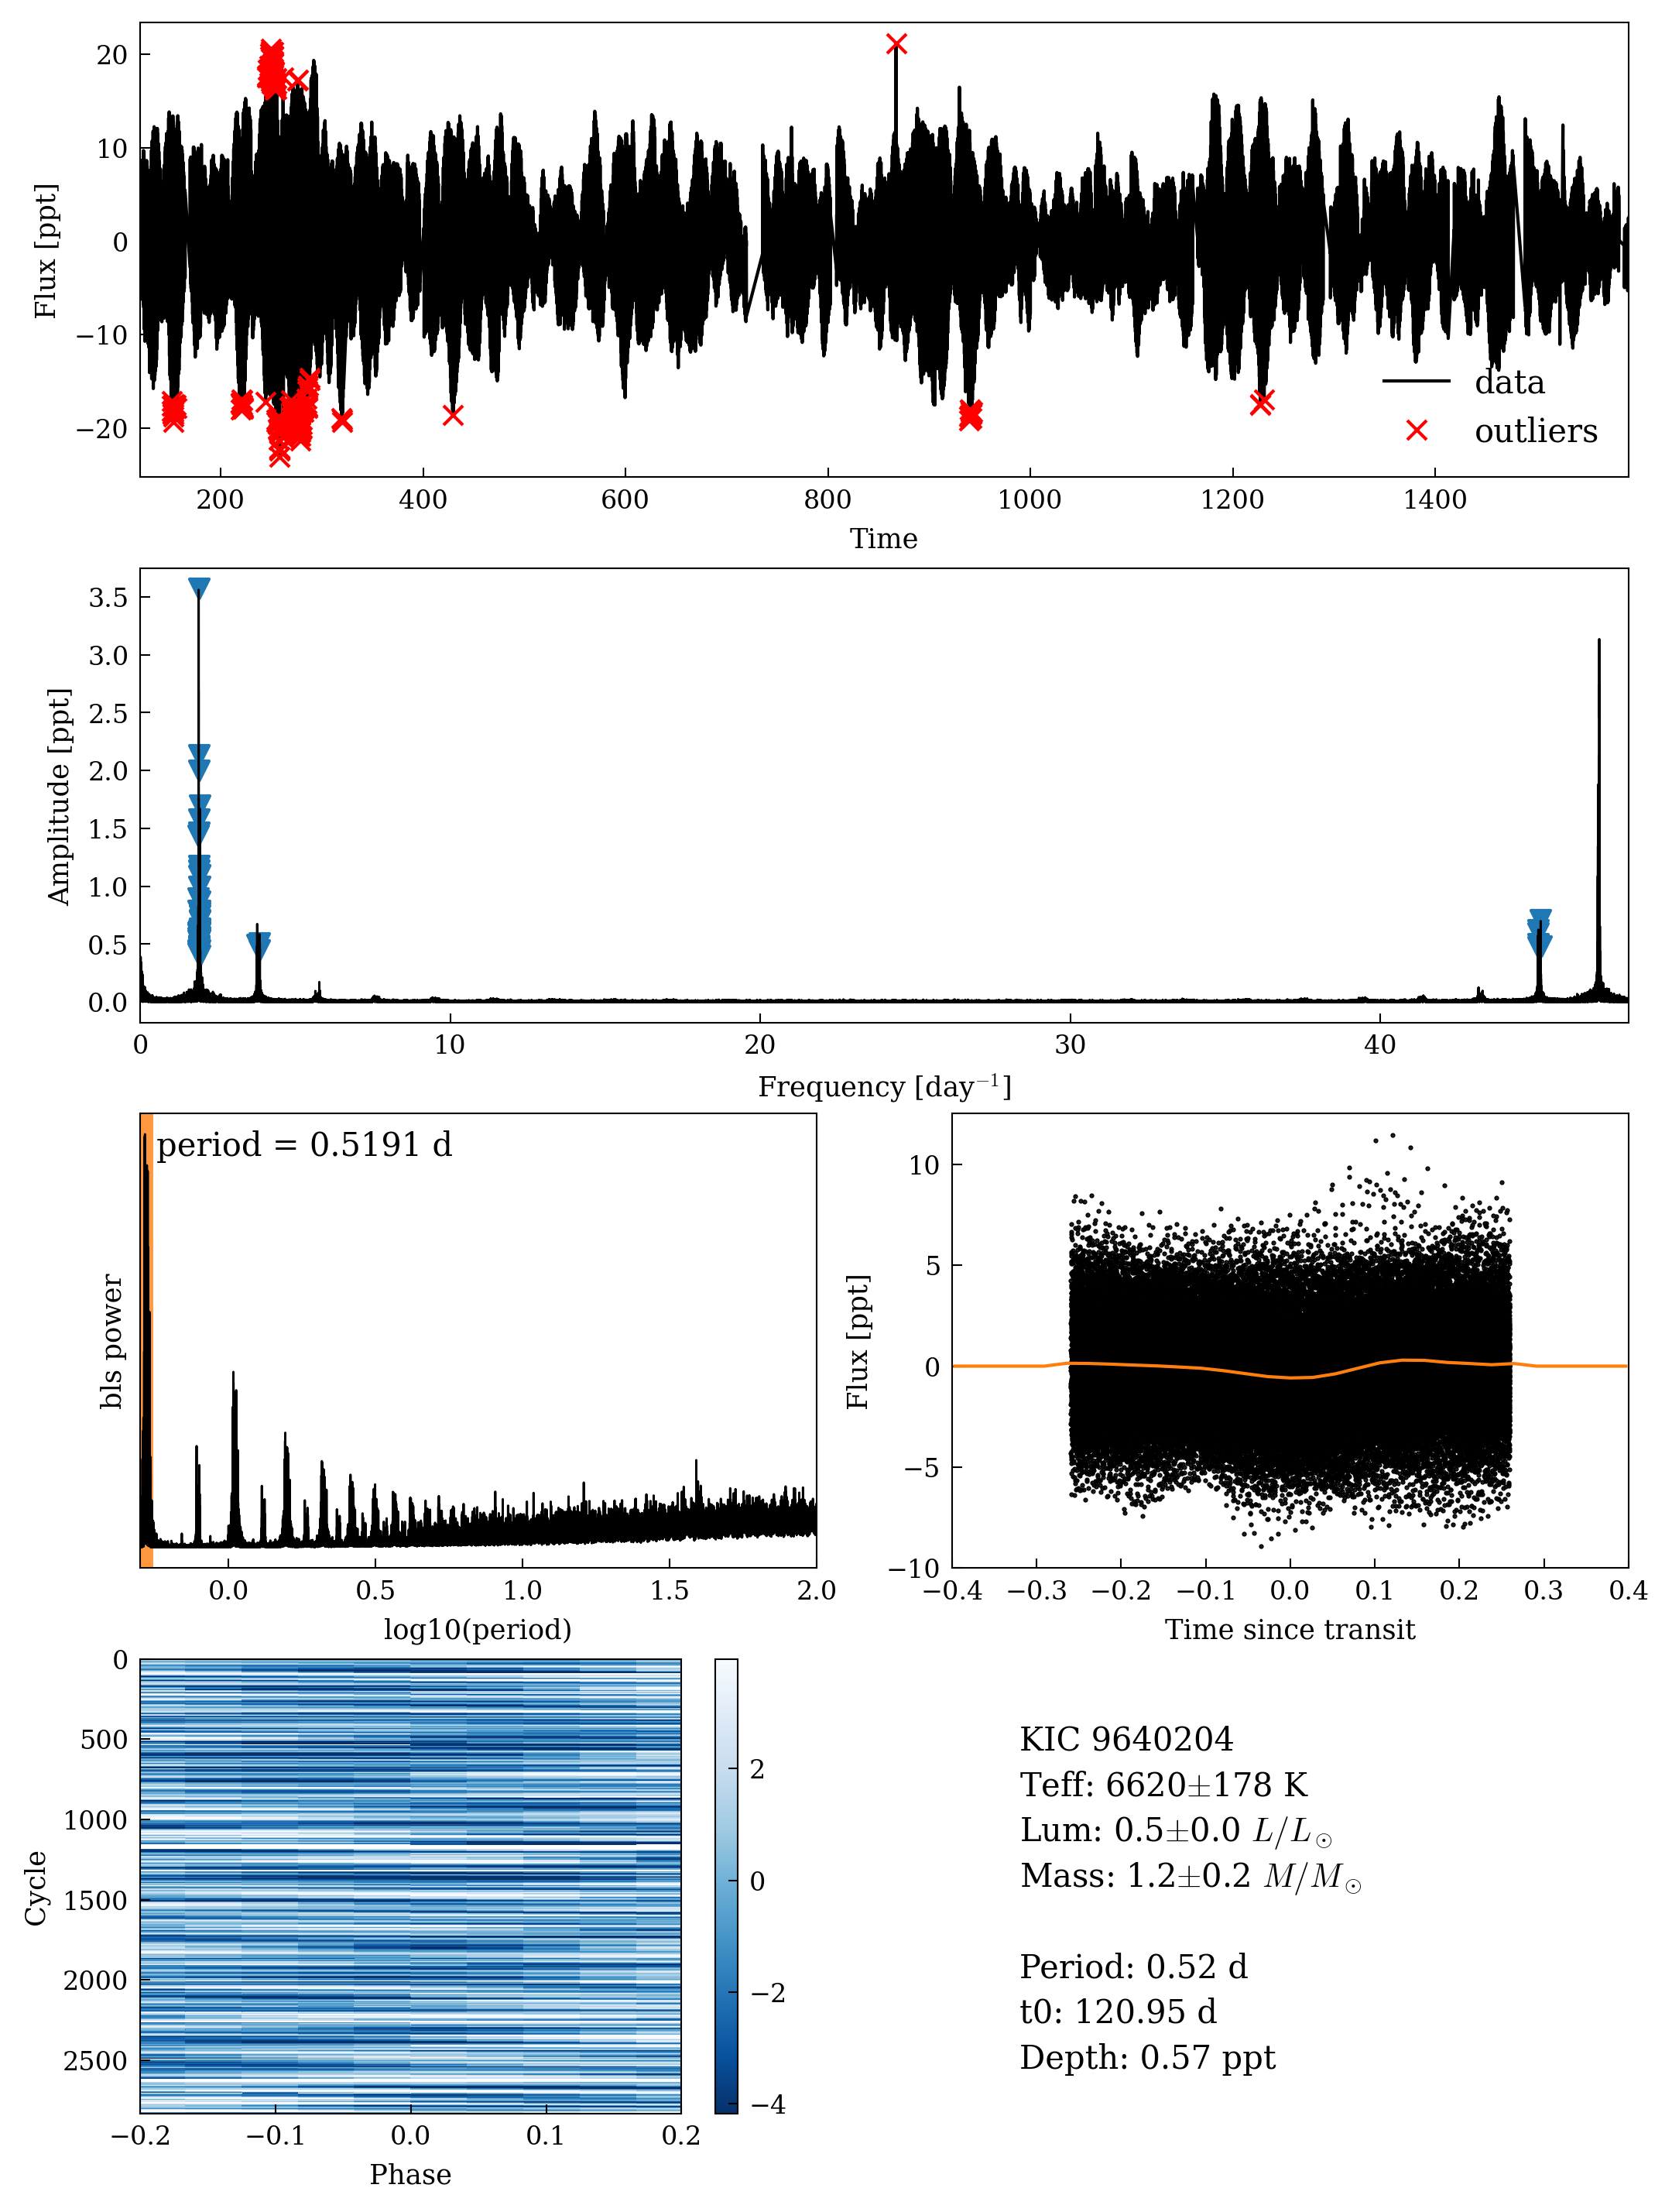 20
10
0
−10
−20
Flux [ppt]
data
outliers
200 400 600 800 1000 1200 1400
Time
3.5
3.0
2.5
2.0
1.5
1.0
0.5
0.0
Amplitude [ppt]
0 10 20 30 40
Frequency [day⁻¹]
period = 0.5191 d
bls power
0.0 0.5 1.0 1.5 2.0
log10(period)
10
5
0
−5
−10
Flux [ppt]
−0.4 −0.3 −0.2 −0.1 0.0 0.1 0.2 0.3 0.4
Time since transit
0
500
1000
1500
2000
2500
Cycle
−0.2 −0.1 0.0 0.1 0.2
Phase
2
0
−2
−4
KIC 9640204
Teff: 6620±178 K
Lum: 0.5±0.0 L/L☉
Mass: 1.2±0.2 M/M☉
Period: 0.52 d
t0: 120.95 d
Depth: 0.57 ppt